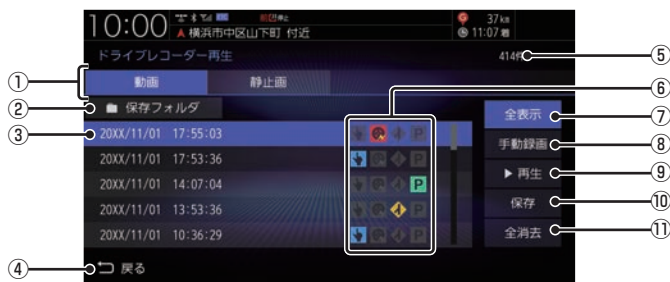 10:00
横浜市中区山下町 付近
37km
11:07着
ドライブレコーダー再生
414件
⑤
①
動画
静止画
⑥
②
保存フォルダ
全表示
⑦
③
20XX/11/01 17:55:03
手動録画
⑧
20XX/11/01 17:53:36
20XX/11/01 14:07:04
P
▶ 再生
⑨
20XX/11/01 13:53:36
保存
⑩
20XX/11/01 10:36:29
全消去
⑪
④
戻る